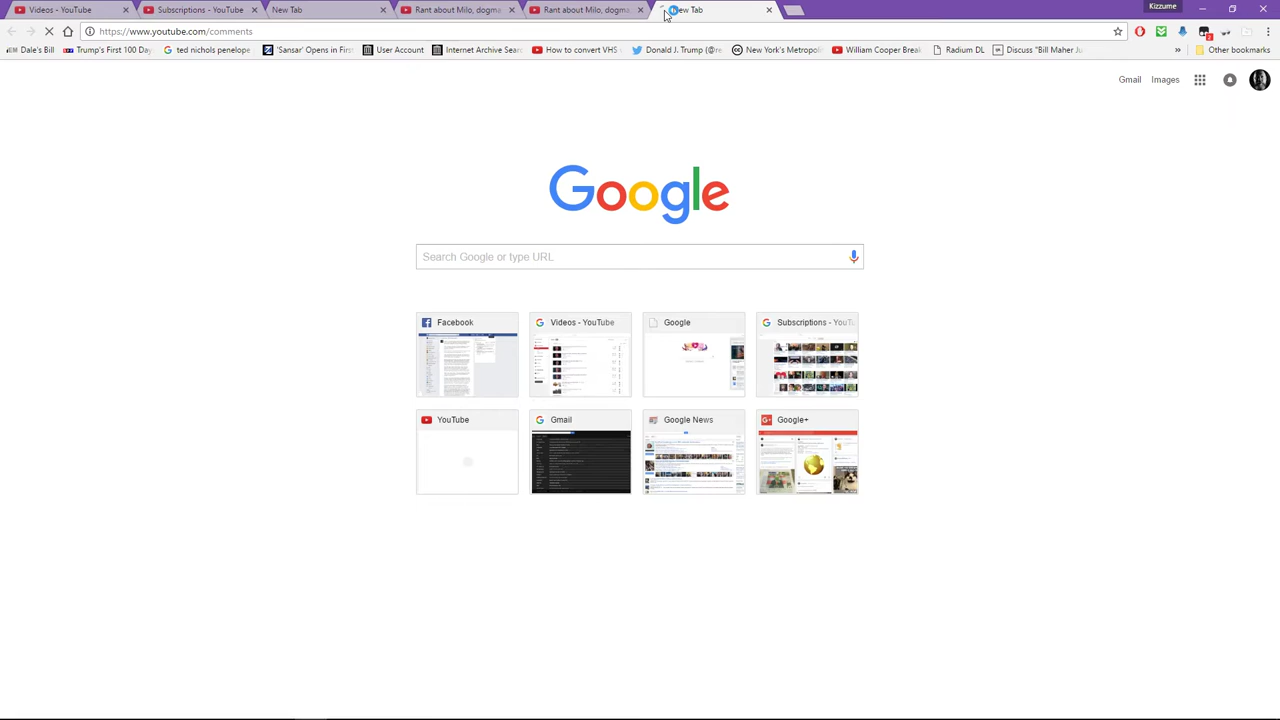 Videos - YouTube
Subscriptions - YouTube
New Tab
Rant about Milo, dogma
Rant about Milo, dogma
New Tab
Kizzume
https://www.youtube.com/comments
Dale's Bill
Trump's First 100 Day
ted nichols penelope
'Sansar' Opens in First
User Account
Internet Archive Sear
How to convert VHS
Donald J. Trump (@re
New York's Metropol
William Cooper Break
Radium DL
Discuss "Bill Maher Ju
Other bookmarks
Gmail
Images
Google
Search Google or type URL
Facebook
Videos - YouTube
Google
Subscriptions - YouT
YouTube
Gmail
Google News
Google+